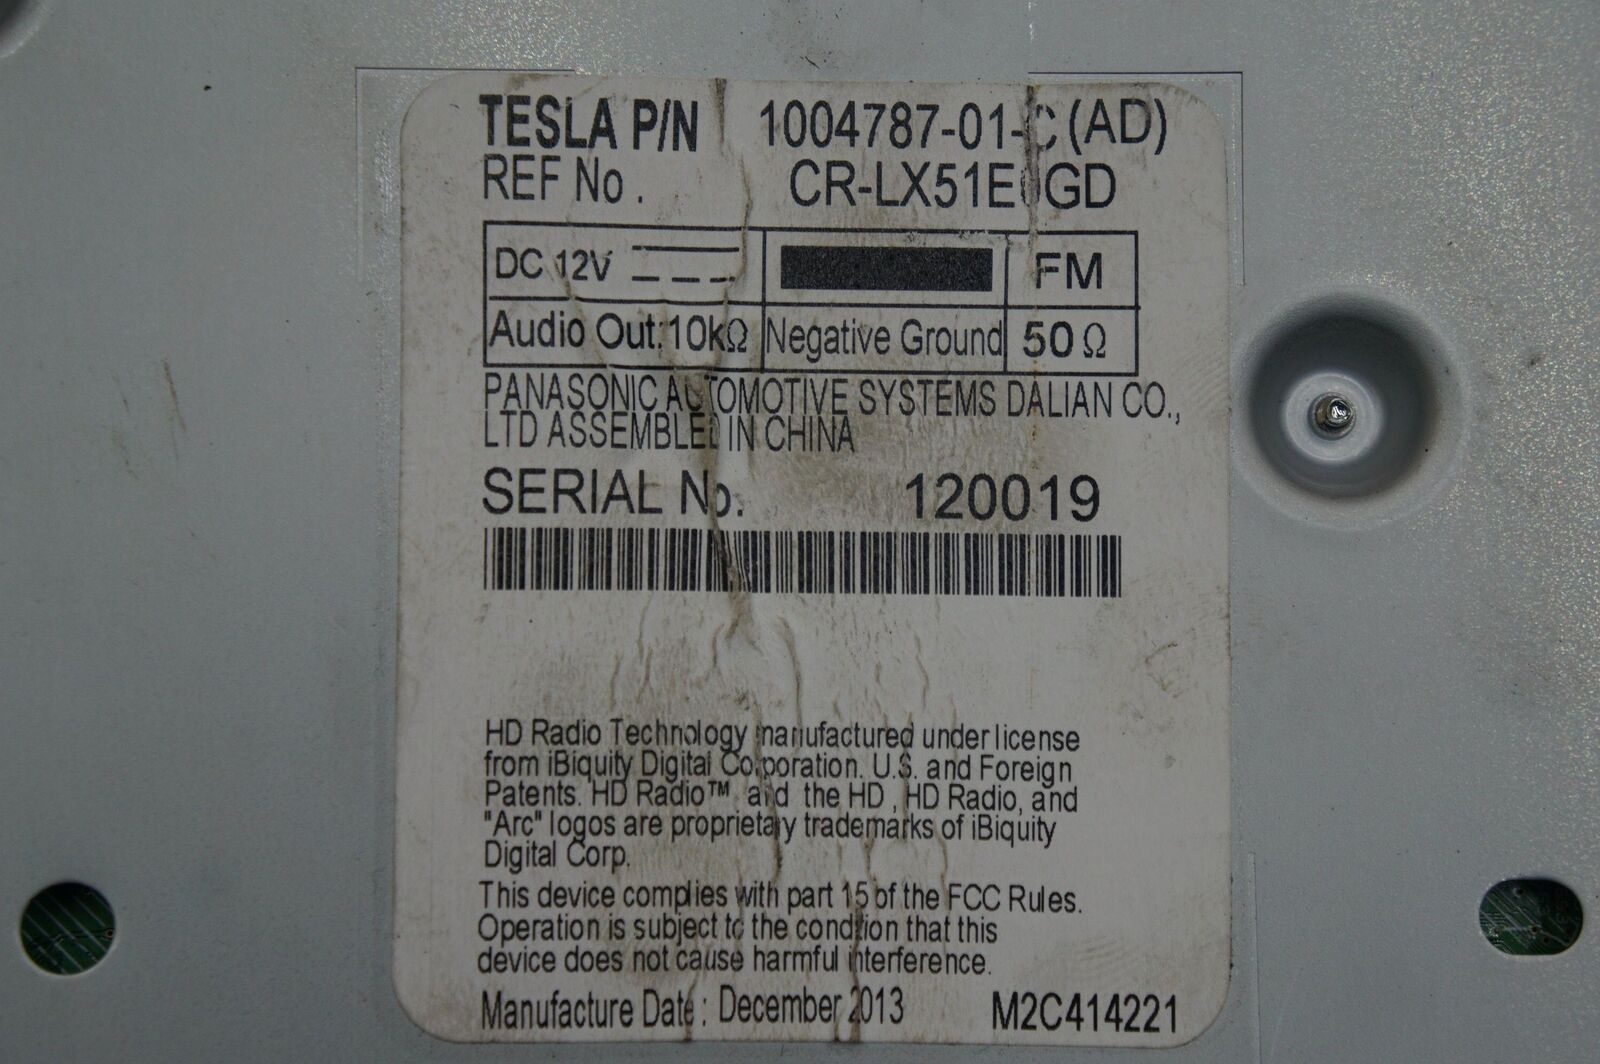 TESLA P/N 1004787-01-C (AD)
REF No. CR-LX51E0GD
DC 12V FM
Audio Out: 10kΩ Negative Ground 50Ω
PANASONIC AUTOMOTIVE SYSTEMS DALIAN CO.,
LTD ASSEMBLED IN CHINA
SERIAL No. 120019
HD Radio Technology manufactured under license
from iBiquity Digital Corporation. U.S. and Foreign
Patents. HD Radio™ and the HD, HD Radio, and
"Arc" logos are proprietary trademarks of iBiquity
Digital Corp.
This device complies with part 15 of the FCC Rules.
Operation is subject to the condition that this
device does not cause harmful interference.
Manufacture Date: December 2013 M2C414221